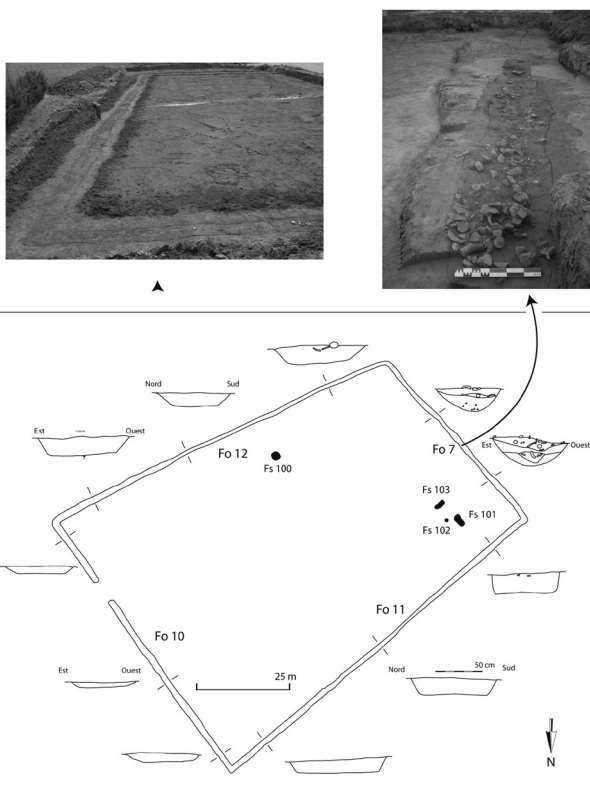 Nord Sud
Est Ouest
Fo 12
Fs 100
Fo 7
Est Ouest
Fs 103
Fs 101
Fs 102
Fo 11
Fo 10
Est Ouest
25 m
Nord 50 cm Sud
N